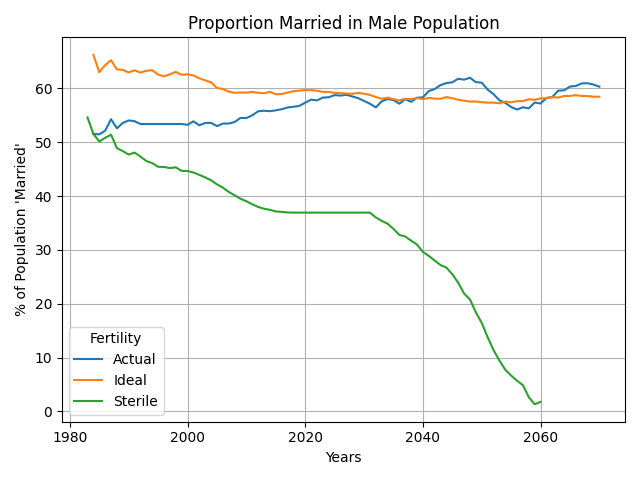 Proportion Married in Male Population
% of Population 'Married'
60
50
40
30
20
10
0
Fertility
Actual
Ideal
Sterile
1980
2000
2020
2040
2060
Years